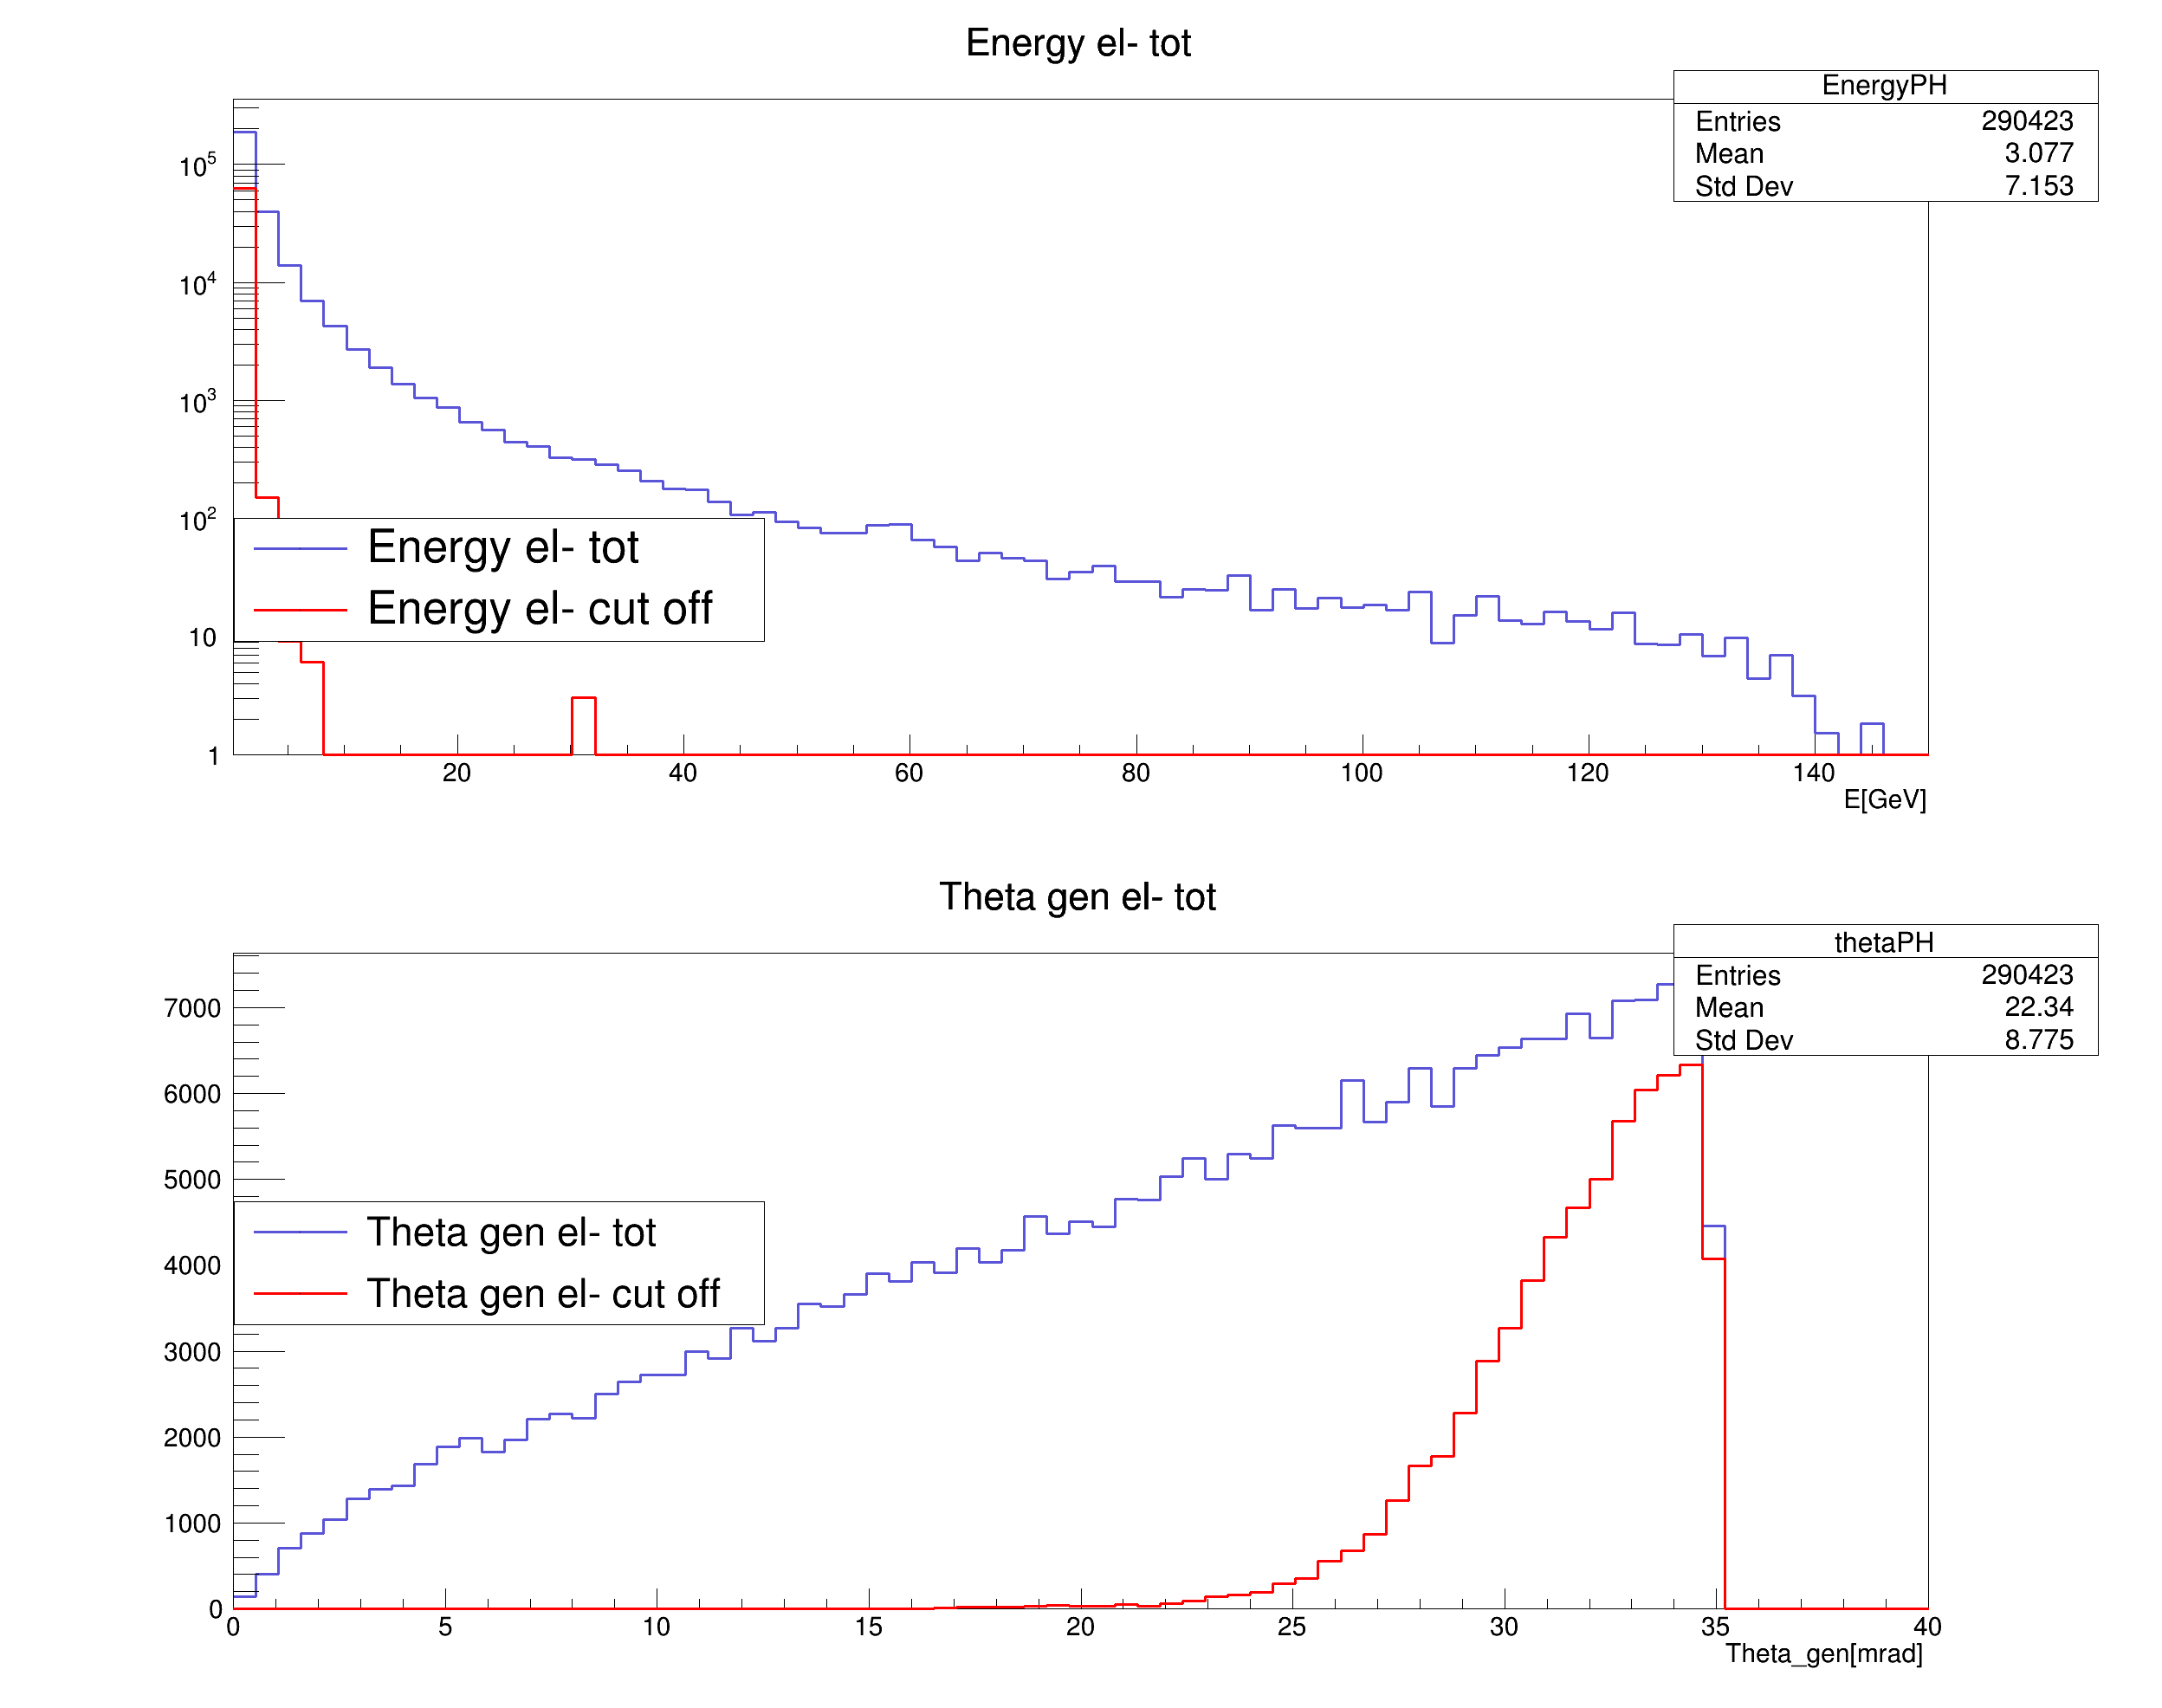 Energy el- tot
EnergyPH
Entries 290423
Mean 3.077
Std Dev 7.153
10^5
10^4
10^3
10^2
10
1
Energy el- tot
Energy el- cut off
20 40 60 80 100 120 140
E[GeV]
Theta gen el- tot
thetaPH
Entries 290423
Mean 22.34
Std Dev 8.775
7000
6000
5000
4000
3000
2000
1000
0
Theta gen el- tot
Theta gen el- cut off
0 5 10 15 20 25 30 35 40
Theta_gen[mrad]